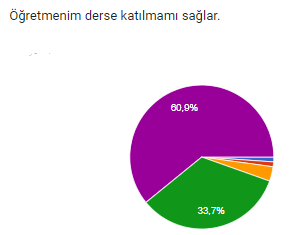 Öğretmenim derse katılmamı sağlar.
60,9%
33,7%